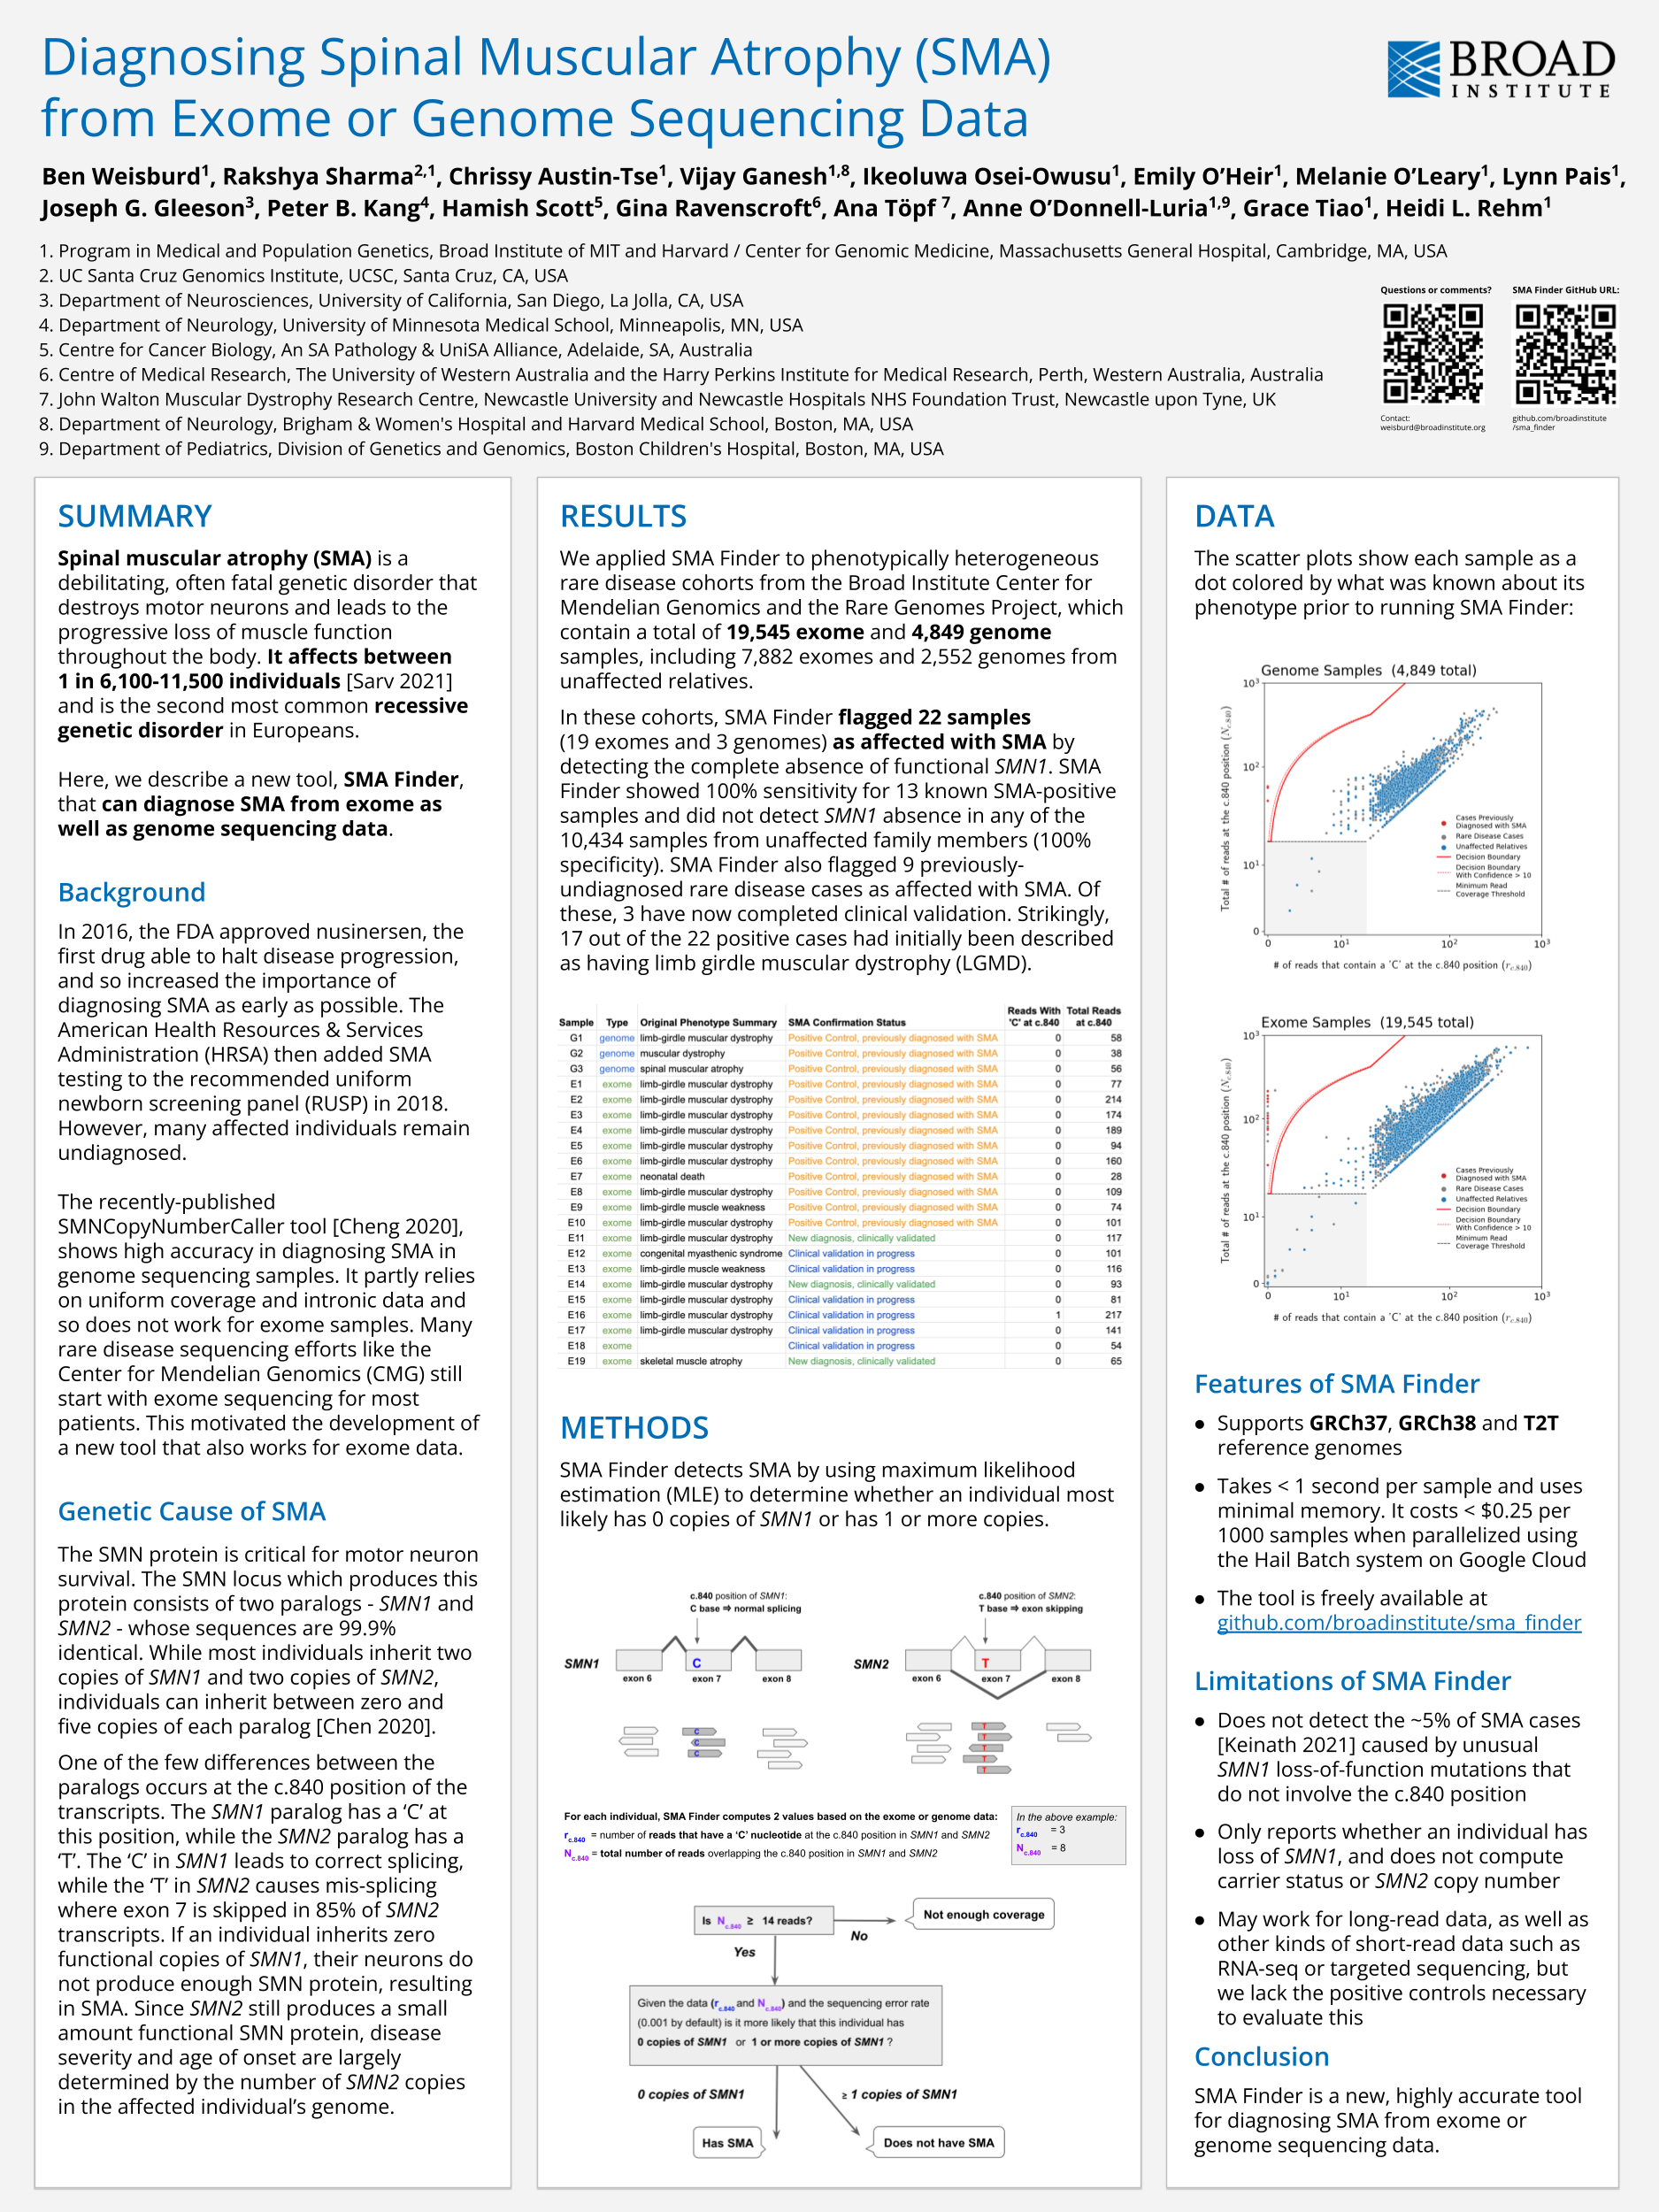 Diagnosing Spinal Muscular Atrophy (SMA)
from Exome or Genome Sequencing Data
BROAD
INSTITUTE
Ben Weisburd1, Rakshya Sharma2,1, Chrissy Austin-Tse1, Vijay Ganesh1,8, Ikeoluwa Osei-Owusu1, Emily O’Heir1, Melanie O’Leary1, Lynn Pais1,
Joseph G. Gleeson3, Peter B. Kang4, Hamish Scott5, Gina Ravenscroft6, Ana Töpf 7, Anne O’Donnell-Luria1,9, Grace Tiao1, Heidi L. Rehm1
1. Program in Medical and Population Genetics, Broad Institute of MIT and Harvard / Center for Genomic Medicine, Massachusetts General Hospital, Cambridge, MA, USA
2. UC Santa Cruz Genomics Institute, UCSC, Santa Cruz, CA, USA
3. Department of Neurosciences, University of California, San Diego, La Jolla, CA, USA
4. Department of Neurology, University of Minnesota Medical School, Minneapolis, MN, USA
5. Centre for Cancer Biology, An SA Pathology & UniSA Alliance, Adelaide, SA, Australia
6. Centre of Medical Research, The University of Western Australia and the Harry Perkins Institute for Medical Research, Perth, Western Australia, Australia
7. John Walton Muscular Dystrophy Research Centre, Newcastle University and Newcastle Hospitals NHS Foundation Trust, Newcastle upon Tyne, UK
8. Department of Neurology, Brigham & Women's Hospital and Harvard Medical School, Boston, MA, USA
9. Department of Pediatrics, Division of Genetics and Genomics, Boston Children's Hospital, Boston, MA, USA
Questions or comments?
Contact:
weisburd@broadinstitute.org
SMA Finder GitHub URL:
github.com/broadinstitute
/sma_finder
SUMMARY
Spinal muscular atrophy (SMA) is a
debilitating, often fatal genetic disorder that
destroys motor neurons and leads to the
progressive loss of muscle function
throughout the body. It affects between
1 in 6,100-11,500 individuals [Sarv 2021]
and is the second most common recessive
genetic disorder in Europeans.
Here, we describe a new tool, SMA Finder,
that can diagnose SMA from exome as
well as genome sequencing data.
Background
In 2016, the FDA approved nusinersen, the
first drug able to halt disease progression,
and so increased the importance of
diagnosing SMA as early as possible. The
American Health Resources & Services
Administration (HRSA) then added SMA
testing to the recommended uniform
newborn screening panel (RUSP) in 2018.
However, many affected individuals remain
undiagnosed.
The recently-published
SMNCopyNumberCaller tool [Cheng 2020],
shows high accuracy in diagnosing SMA in
genome sequencing samples. It partly relies
on uniform coverage and intronic data and
so does not work for exome samples. Many
rare disease sequencing efforts like the
Center for Mendelian Genomics (CMG) still
start with exome sequencing for most
patients. This motivated the development of
a new tool that also works for exome data.
Genetic Cause of SMA
The SMN protein is critical for motor neuron
survival. The SMN locus which produces this
protein consists of two paralogs - SMN1 and
SMN2 - whose sequences are 99.9%
identical. While most individuals inherit two
copies of SMN1 and two copies of SMN2,
individuals can inherit between zero and
five copies of each paralog [Chen 2020].
One of the few differences between the
paralogs occurs at the c.840 position of the
transcripts. The SMN1 paralog has a ‘C’ at
this position, while the SMN2 paralog has a
‘T’. The ‘C’ in SMN1 leads to correct splicing,
while the ‘T’ in SMN2 causes mis-splicing
where exon 7 is skipped in 85% of SMN2
transcripts. If an individual inherits zero
functional copies of SMN1, their neurons do
not produce enough SMN protein, resulting
in SMA. Since SMN2 still produces a small
amount functional SMN protein, disease
severity and age of onset are largely
determined by the number of SMN2 copies
in the affected individual’s genome.
RESULTS
We applied SMA Finder to phenotypically heterogeneous
rare disease cohorts from the Broad Institute Center for
Mendelian Genomics and the Rare Genomes Project, which
contain a total of 19,545 exome and 4,849 genome
samples, including 7,882 exomes and 2,552 genomes from
unaffected relatives.
In these cohorts, SMA Finder flagged 22 samples
(19 exomes and 3 genomes) as affected with SMA by
detecting the complete absence of functional SMN1. SMA
Finder showed 100% sensitivity for 13 known SMA-positive
samples and did not detect SMN1 absence in any of the
10,434 samples from unaffected family members (100%
specificity). SMA Finder also flagged 9 previously-
undiagnosed rare disease cases as affected with SMA. Of
these, 3 have now completed clinical validation. Strikingly,
17 out of the 22 positive cases had initially been described
as having limb girdle muscular dystrophy (LGMD).
Sample Type Original Phenotype Summary SMA Confirmation Status Reads With 'C' at c.840 Total Reads at c.840
G1 genome limb-girdle muscular dystrophy Positive Control, previously diagnosed with SMA 0 58
G2 genome muscular dystrophy Positive Control, previously diagnosed with SMA 0 38
G3 genome spinal muscular atrophy Positive Control, previously diagnosed with SMA 0 56
E1 exome limb-girdle muscular dystrophy Positive Control, previously diagnosed with SMA 0 77
E2 exome limb-girdle muscular dystrophy Positive Control, previously diagnosed with SMA 0 214
E3 exome limb-girdle muscular dystrophy Positive Control, previously diagnosed with SMA 0 174
E4 exome limb-girdle muscular dystrophy Positive Control, previously diagnosed with SMA 0 189
E5 exome limb-girdle muscular dystrophy Positive Control, previously diagnosed with SMA 0 94
E6 exome limb-girdle muscular dystrophy Positive Control, previously diagnosed with SMA 0 160
E7 exome neonatal death Positive Control, previously diagnosed with SMA 0 28
E8 exome limb-girdle muscular dystrophy Positive Control, previously diagnosed with SMA 0 109
E9 exome limb-girdle muscle weakness Positive Control, previously diagnosed with SMA 0 74
E10 exome limb-girdle muscular dystrophy Positive Control, previously diagnosed with SMA 0 101
E11 exome limb-girdle muscular dystrophy New diagnosis, clinically validated 0 117
E12 exome congenital myasthenic syndrome Clinical validation in progress 0 101
E13 exome limb-girdle muscle weakness Clinical validation in progress 0 116
E14 exome limb-girdle muscular dystrophy New diagnosis, clinically validated 0 93
E15 exome limb-girdle muscular dystrophy Clinical validation in progress 0 81
E16 exome limb-girdle muscular dystrophy Clinical validation in progress 1 217
E17 exome limb-girdle muscular dystrophy Clinical validation in progress 0 141
E18 exome Clinical validation in progress 0 54
E19 exome skeletal muscle atrophy New diagnosis, clinically validated 0 65
METHODS
SMA Finder detects SMA by using maximum likelihood
estimation (MLE) to determine whether an individual most
likely has 0 copies of SMN1 or has 1 or more copies.
c.840 position of SMN1:
C base ⇒ normal splicing
SMN1
C
exon 6 exon 7 exon 8
C
C
C
c.840 position of SMN2:
T base ⇒ exon skipping
SMN2
T
exon 6 exon 7 exon 8
T
T
T
T
T
For each individual, SMA Finder computes 2 values based on the exome or genome data:
rc.840 = number of reads that have a ‘C’ nucleotide at the c.840 position in SMN1 and SMN2
Nc.840 = total number of reads overlapping the c.840 position in SMN1 and SMN2
In the above example:
rc.840 = 3
Nc.840 = 8
Is Nc.840 ≥ 14 reads?
No
Not enough coverage
Yes
Given the data (rc.840 and Nc.840) and the sequencing error rate
(0.001 by default) is it more likely that this individual has
0 copies of SMN1 or 1 or more copies of SMN1 ?
0 copies of SMN1
≥ 1 copies of SMN1
Has SMA
Does not have SMA
DATA
The scatter plots show each sample as a
dot colored by what was known about its
phenotype prior to running SMA Finder:
Genome Samples (4,849 total)
Total # of reads at the c.840 position (Nc.840)
10³
10²
10¹
0
Cases Previously
Diagnosed with SMA
Rare Disease Cases
Unaffected Relatives
Decision Boundary
Decision Boundary
With Confidence > 10
Minimum Read
Coverage Threshold
0 10¹ 10² 10³
# of reads that contain a 'C' at the c.840 position (rc.840)
Exome Samples (19,545 total)
Total # of reads at the c.840 position (Nc.840)
10³
10²
10¹
0
Cases Previously
Diagnosed with SMA
Rare Disease Cases
Unaffected Relatives
Decision Boundary
Decision Boundary
With Confidence > 10
Minimum Read
Coverage Threshold
0 10¹ 10² 10³
# of reads that contain a 'C' at the c.840 position (rc.840)
Features of SMA Finder
● Supports GRCh37, GRCh38 and T2T
reference genomes
● Takes < 1 second per sample and uses
minimal memory. It costs < $0.25 per
1000 samples when parallelized using
the Hail Batch system on Google Cloud
● The tool is freely available at
github.com/broadinstitute/sma_finder
Limitations of SMA Finder
● Does not detect the ~5% of SMA cases
[Keinath 2021] caused by unusual
SMN1 loss-of-function mutations that
do not involve the c.840 position
● Only reports whether an individual has
loss of SMN1, and does not compute
carrier status or SMN2 copy number
● May work for long-read data, as well as
other kinds of short-read data such as
RNA-seq or targeted sequencing, but
we lack the positive controls necessary
to evaluate this
Conclusion
SMA Finder is a new, highly accurate tool
for diagnosing SMA from exome or
genome sequencing data.